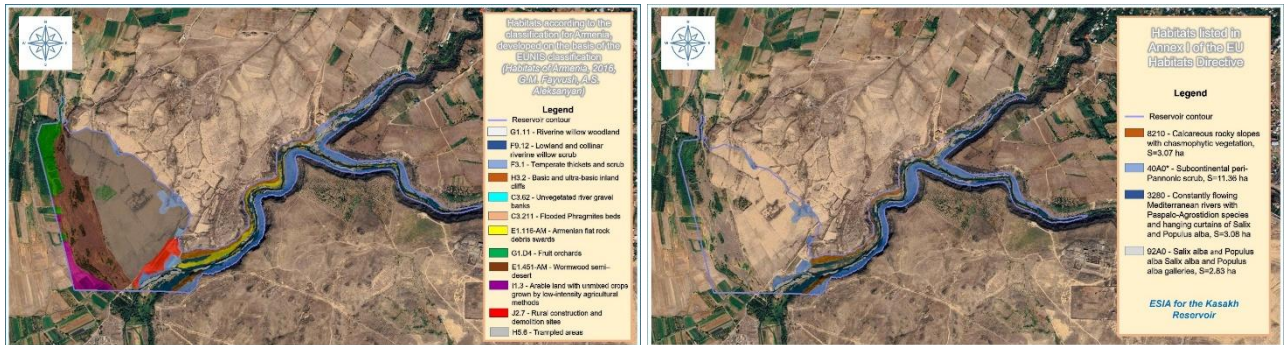 Habitats according to the
classification for Armenia,
developed on the basis of the
EUNIS classification
(Habitats of Armenia, 2016,
G.M. Fayvush, A.S.
Aleksanyan)
Legend
Reservoir contour
G1.11 - Riverine willow woodland
F9.12 - Lowland and collinar
riverine willow scrub
F3.1 - Temperate thickets and scrub
H3.2 - Basic and ultra-basic inland
cliffs
C3.62 - Unvegetated river gravel
banks
C3.211 - Flooded Phragmites beds
E1.116-AM - Armenian flat rock
debris swards
G1.D4 - Fruit orchards
E1.451-AM - Wormwood semi-
desert
I1.3 - Arable land with unmixed crops
grown by low-intensity agricultural
methods
J2.7 - Rural construction and
demolition sites
H5.6 - Trampled areas
Habitats listed in
Annex I of the EU
Habitats Directive
Legend
Reservoir contour
8210 - Calcareous rocky slopes
with chasmophytic vegetation,
S=3.07 ha
40A0* - Subcontinental peri-
Pannonic scrub, S=11.36 ha
3280 - Constantly flowing
Mediterranean rivers with
Paspalo-Agrostidion species
and hanging curtains of Salix
and Populus alba, S=3.08 ha
92A0 - Salix alba and Populus
alba Salix alba and Populus
alba galleries, S=2.83 ha
ESIA for the Kasakh
Reservoir